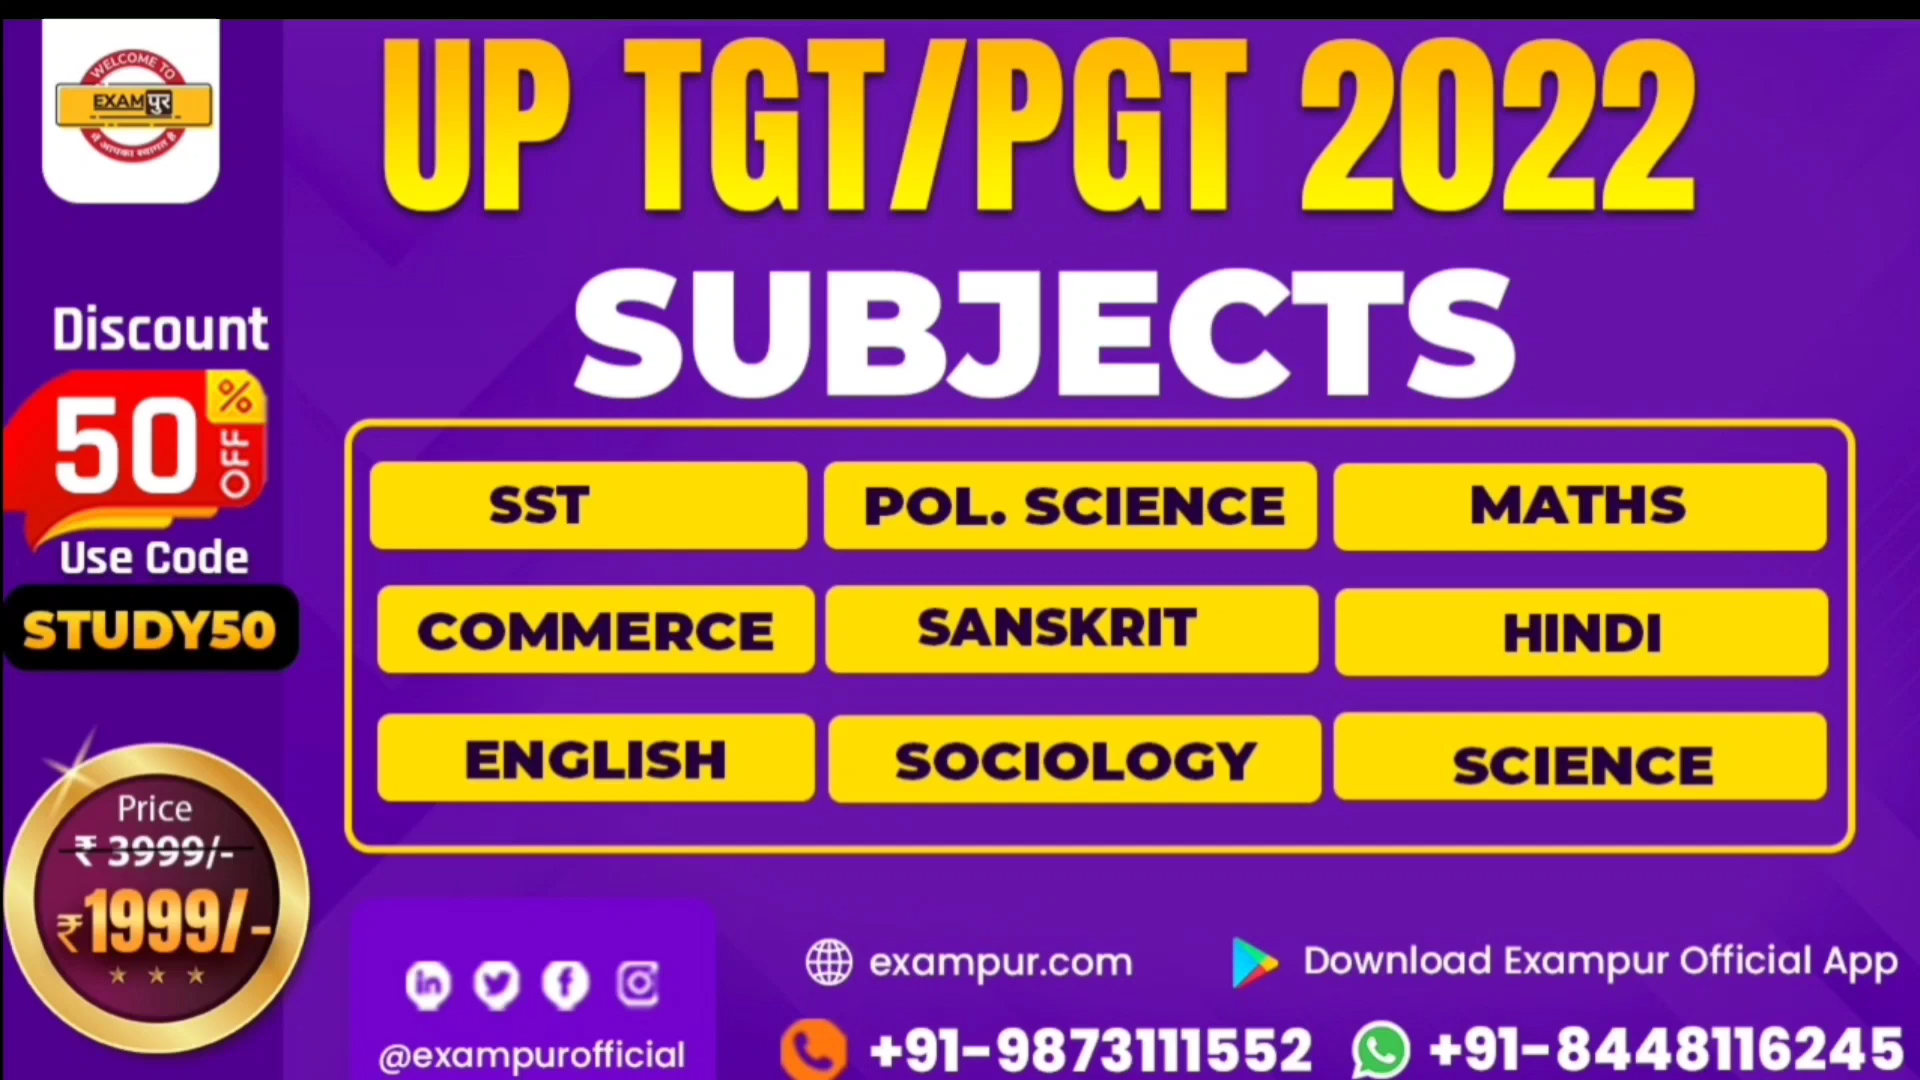 WELCOME TO
EXAMपुर
में आपका स्वागत है
UP TGT/PGT 2022
SUBJECTS
Discount
50% OFF
Use Code
STUDY50
Price
₹ 3999/-
₹1999/-
SST
POL. SCIENCE
MATHS
COMMERCE
SANSKRIT
HINDI
ENGLISH
SOCIOLOGY
SCIENCE
@exampurofficial
exampur.com
Download Exampur Official App
+91-9873111552
+91-8448116245